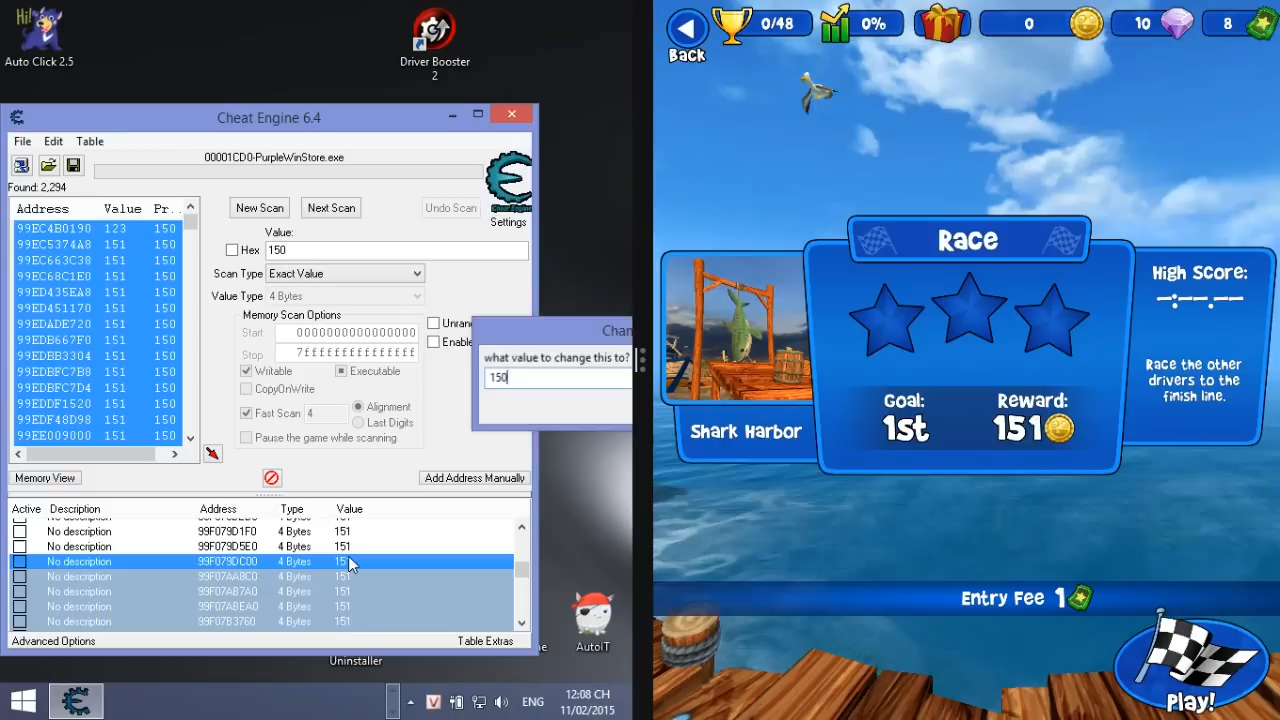 Hi!
Auto Click 2.5
Driver Booster
2
Cheat Engine 6.4
File Edit Table
00001CD0-PurpleWinStore.exe
Found: 2,294
Address Value Pr..
99EC4B0190 123 150
99EC5374A8 151 150
99EC663C38 151 150
99EC68C1E0 151 150
99ED435EA8 151 150
99ED451170 151 150
99EDADE720 151 150
99EDB667F0 151 150
99EDBB3304 151 150
99EDBFC7B8 151 150
99EDBFC7D4 151 150
99EDDF1520 151 150
99EDF48D98 151 150
99EE009000 151 150
New Scan Next Scan Undo Scan
Settings
Value:
Hex 150
Scan Type Exact Value
Value Type 4 Bytes
Memory Scan Options
Start 0000000000000000
Stop 7fffffffffffffff
Writable Executable
CopyOnWrite
Fast Scan 4 Alignment
Last Digits
Pause the game while scanning
Unran
Enable
Chan
what value to change this to?
150
Memory View Add Address Manually
Active Description Address Type Value
No description 99F079D1F0 4 Bytes 151
No description 99F079D5E0 4 Bytes 151
No description 99F079DC00 4 Bytes 151
No description 99F07AA8C0 4 Bytes 151
No description 99F07AB7A0 4 Bytes 151
No description 99F07ABEA0 4 Bytes 151
No description 99F07B3760 4 Bytes 151
Advanced Options Table Extras
Uninstaller
AutoIT
ENG
12:08 CH
11/02/2015
Back
0/48 0% 0 10 8
Race
Shark Harbor
Goal:
1st
Reward:
151
High Score:
--:--.--
Race the other
drivers to the
finish line.
Entry Fee 1
Play!